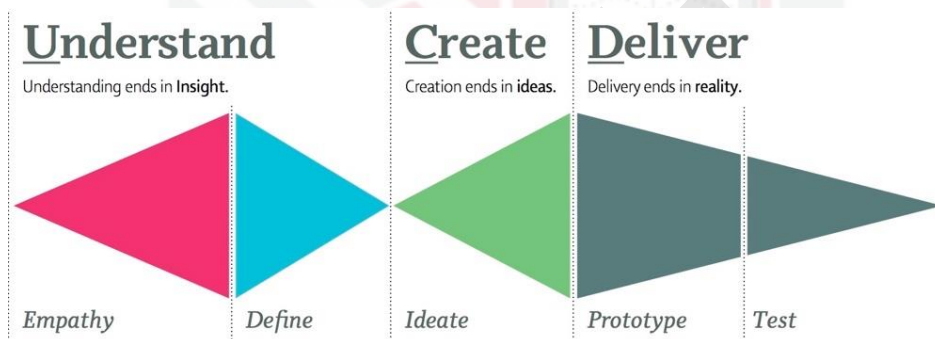 Understand
Understanding ends in Insight.
Create
Creation ends in ideas.
Deliver
Delivery ends in reality.
Empathy
Define
Ideate
Prototype
Test